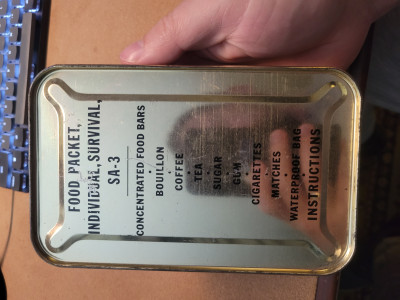 FOOD PACKET,
INDIVIDUAL, SURVIVAL,
SA-3
CONCENTRATED FOOD BARS
BOUILLON
COFFEE
TEA
SUGAR
GUM
CIGARETTES
MATCHES
WATERPROOF BAG
INSTRUCTIONS